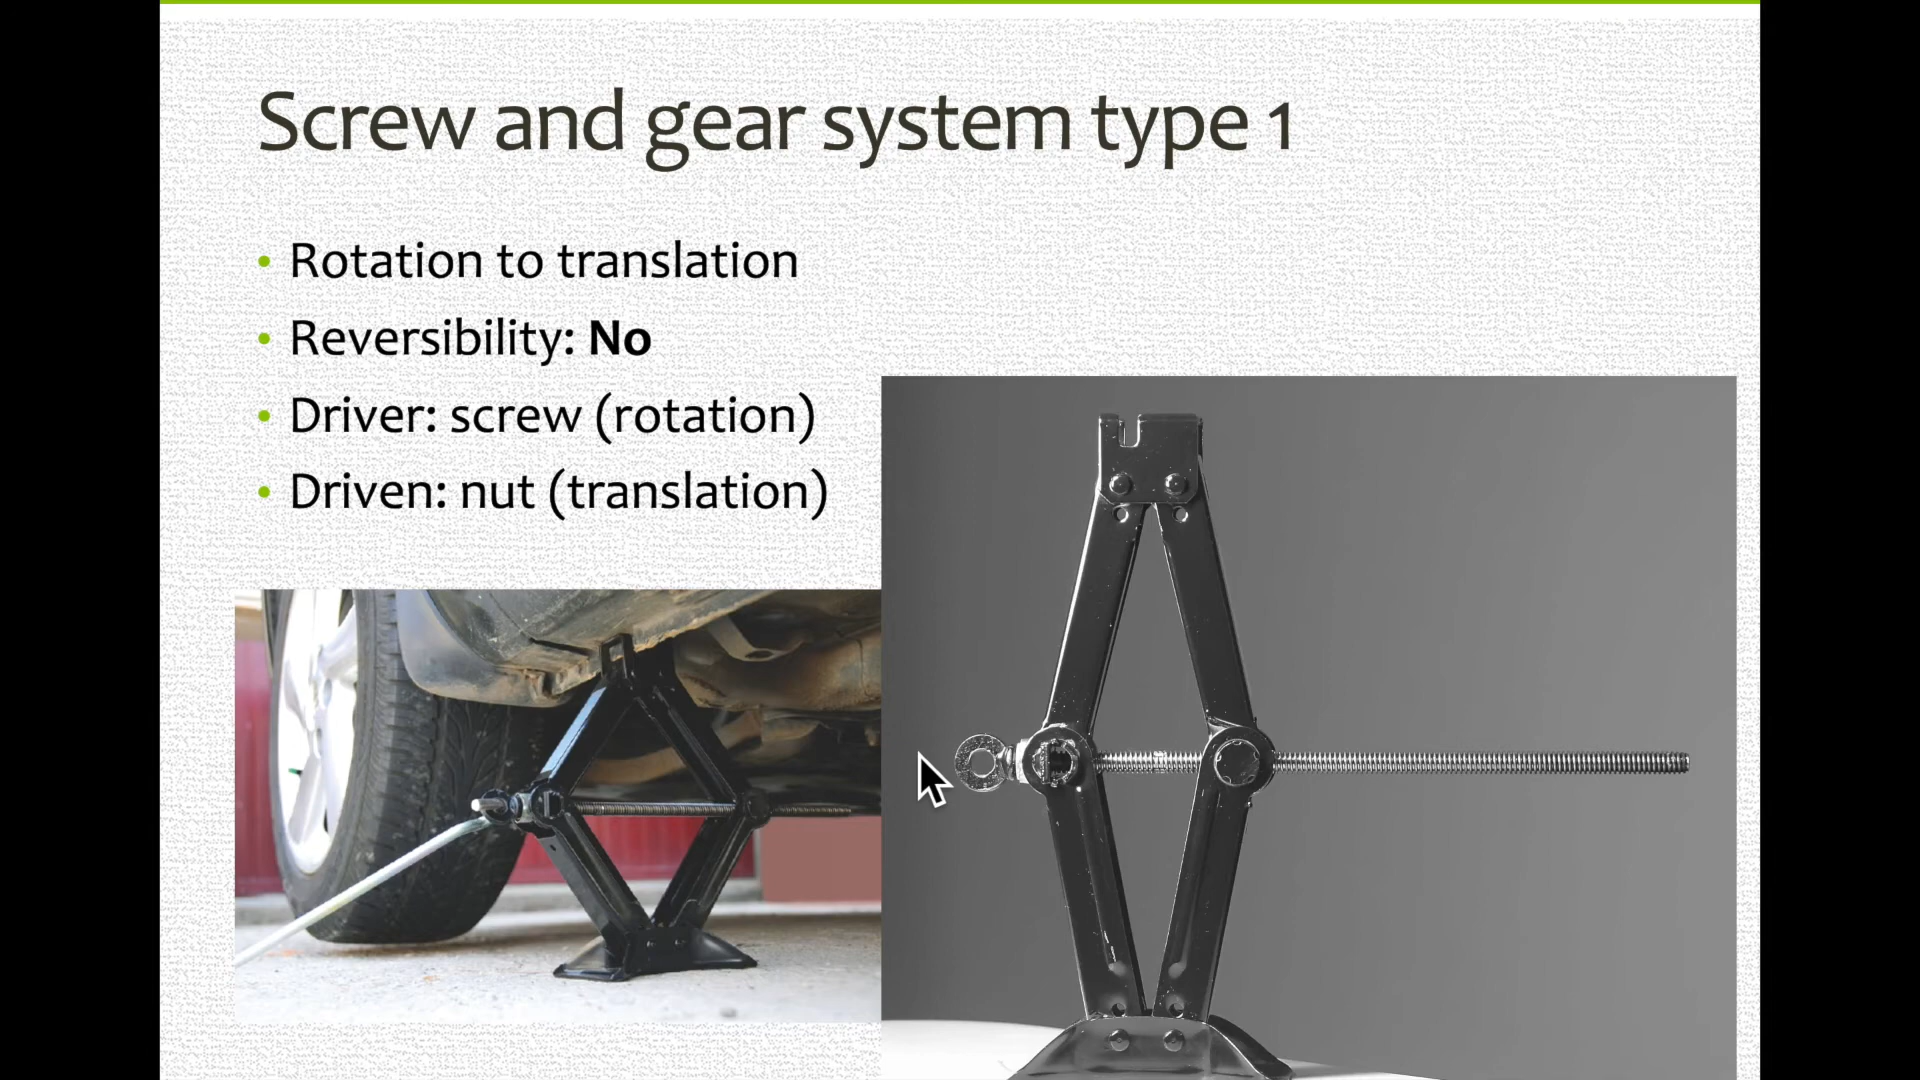 Screw and gear system type 1
• Rotation to translation
• Reversibility: No
• Driver: screw (rotation)
• Driven: nut (translation)